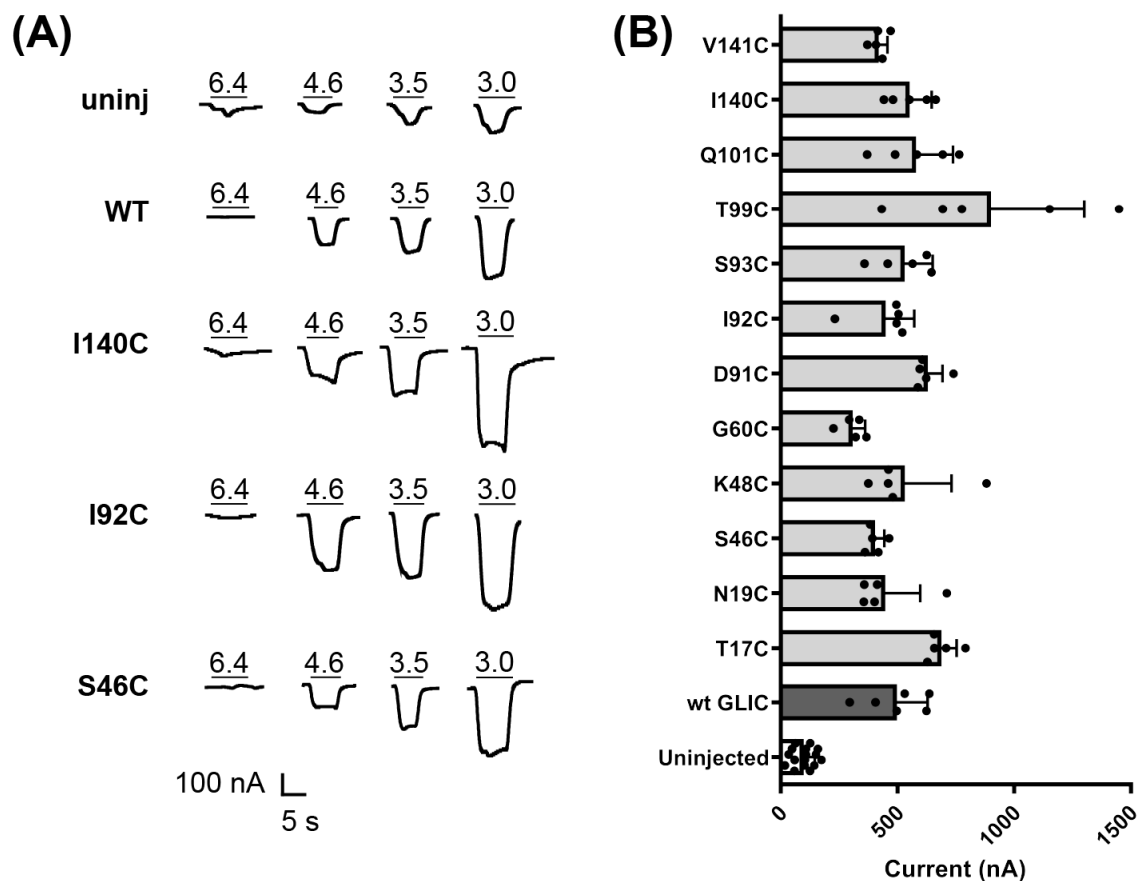 (A)
uninj 6.4 4.6 3.5 3.0
WT 6.4 4.6 3.5 3.0
I140C 6.4 4.6 3.5 3.0
I92C 6.4 4.6 3.5 3.0
S46C 6.4 4.6 3.5 3.0
100 nA
5 s
(B)
V141C
I140C
Q101C
T99C
S93C
I92C
D91C
G60C
K48C
S46C
N19C
T17C
wt GLIC
Uninjected
0 500 1000 1500
Current (nA)